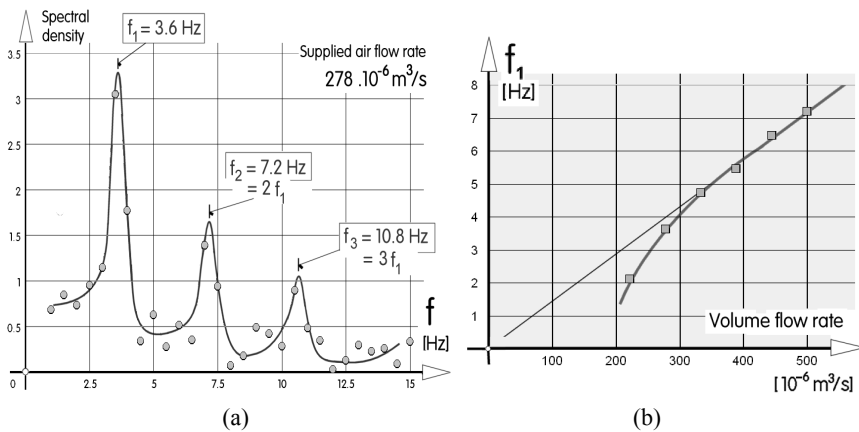 Spectral
density
f₁ = 3.6 Hz
Supplied air flow rate
278 .10⁻⁶ m³/s
f₂ = 7.2 Hz
= 2 f₁
f₃ = 10.8 Hz
= 3 f₁
3.5
3
2.5
2
1.5
1
0.5
0
2.5
5
7.5
10
12.5
15
f
[Hz]
(a)
f₁
[Hz]
8
7
6
5
4
3
2
1
Volume flow rate
100
200
300
400
500
[10⁻⁶ m³/s]
(b)